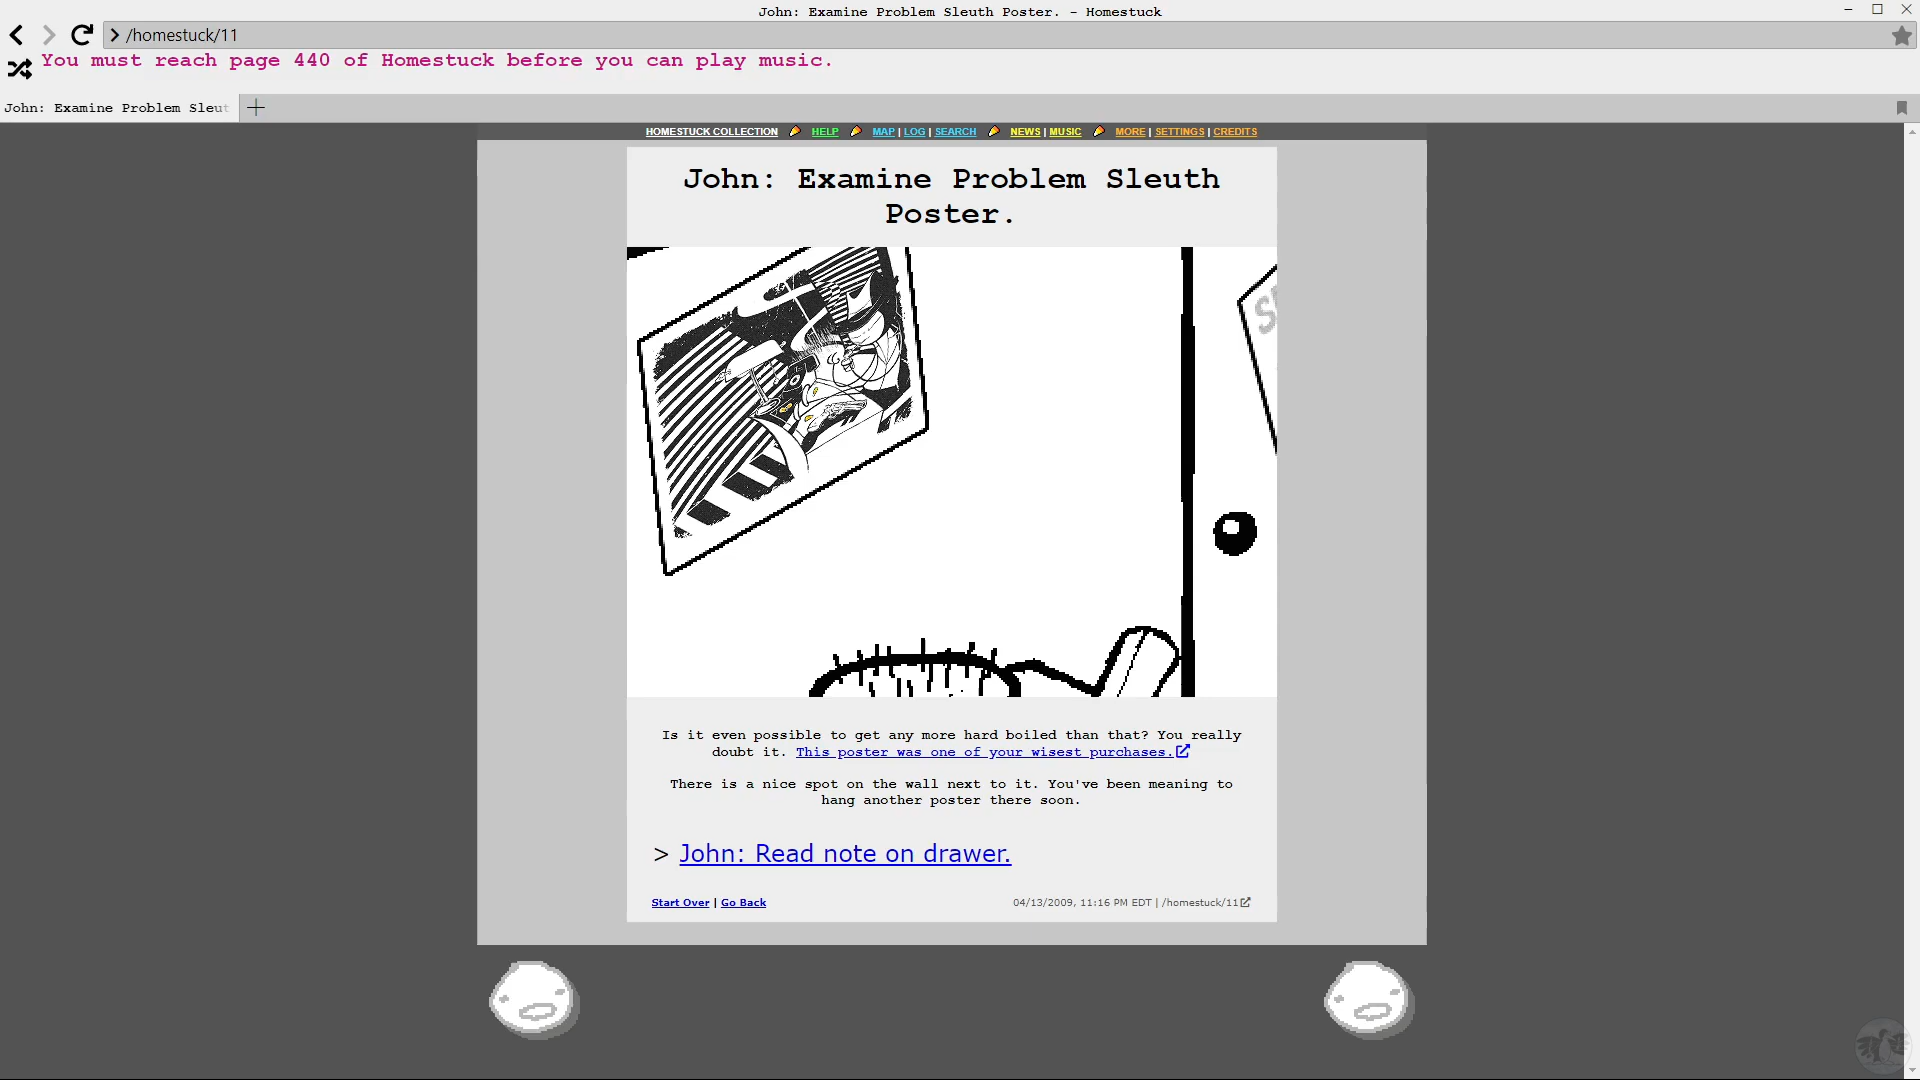 John: Examine Problem Sleuth Poster. - Homestuck
/homestuck/11
You must reach page 440 of Homestuck before you can play music.
John: Examine Problem Sleut
HOMESTUCK COLLECTION HELP MAP | LOG | SEARCH NEWS | MUSIC MORE | SETTINGS | CREDITS
John: Examine Problem Sleuth
Poster.
S
Is it even possible to get any more hard boiled than that? You really
doubt it. This poster was one of your wisest purchases.
There is a nice spot on the wall next to it. You've been meaning to
hang another poster there soon.
> John: Read note on drawer.
Start Over | Go Back
04/13/2009, 11:16 PM EDT | /homestuck/11